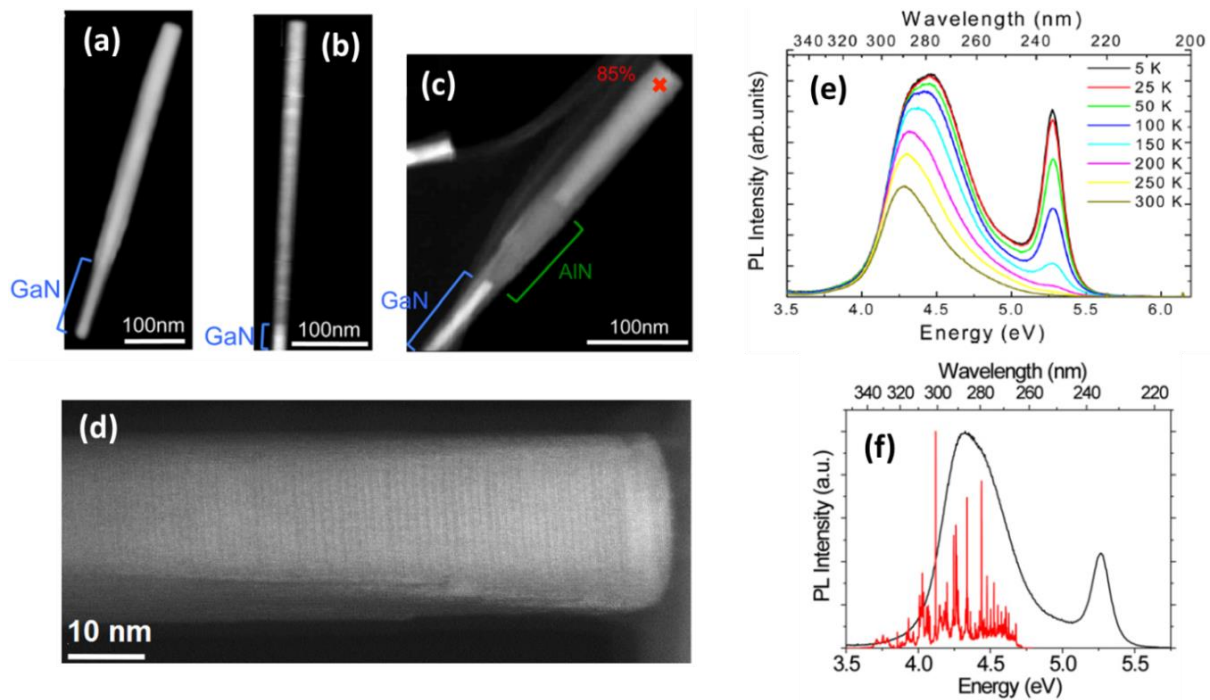 (a)
GaN
100nm
(b)
GaN
100nm
(c)
85%
AlN
GaN
100nm
Wavelength (nm)
340 320 300 280 260 240 220 200
(e)
5 K
25 K
50 K
100 K
150 K
200 K
250 K
300 K
PL Intensity (arb.units)
3.5 4.0 4.5 5.0 5.5 6.0
Energy (eV)
(d)
10 nm
Wavelength (nm)
340 320 300 280 260 240 220
(f)
PL Intensity (a.u.)
3.5 4.0 4.5 5.0 5.5
Energy (eV)